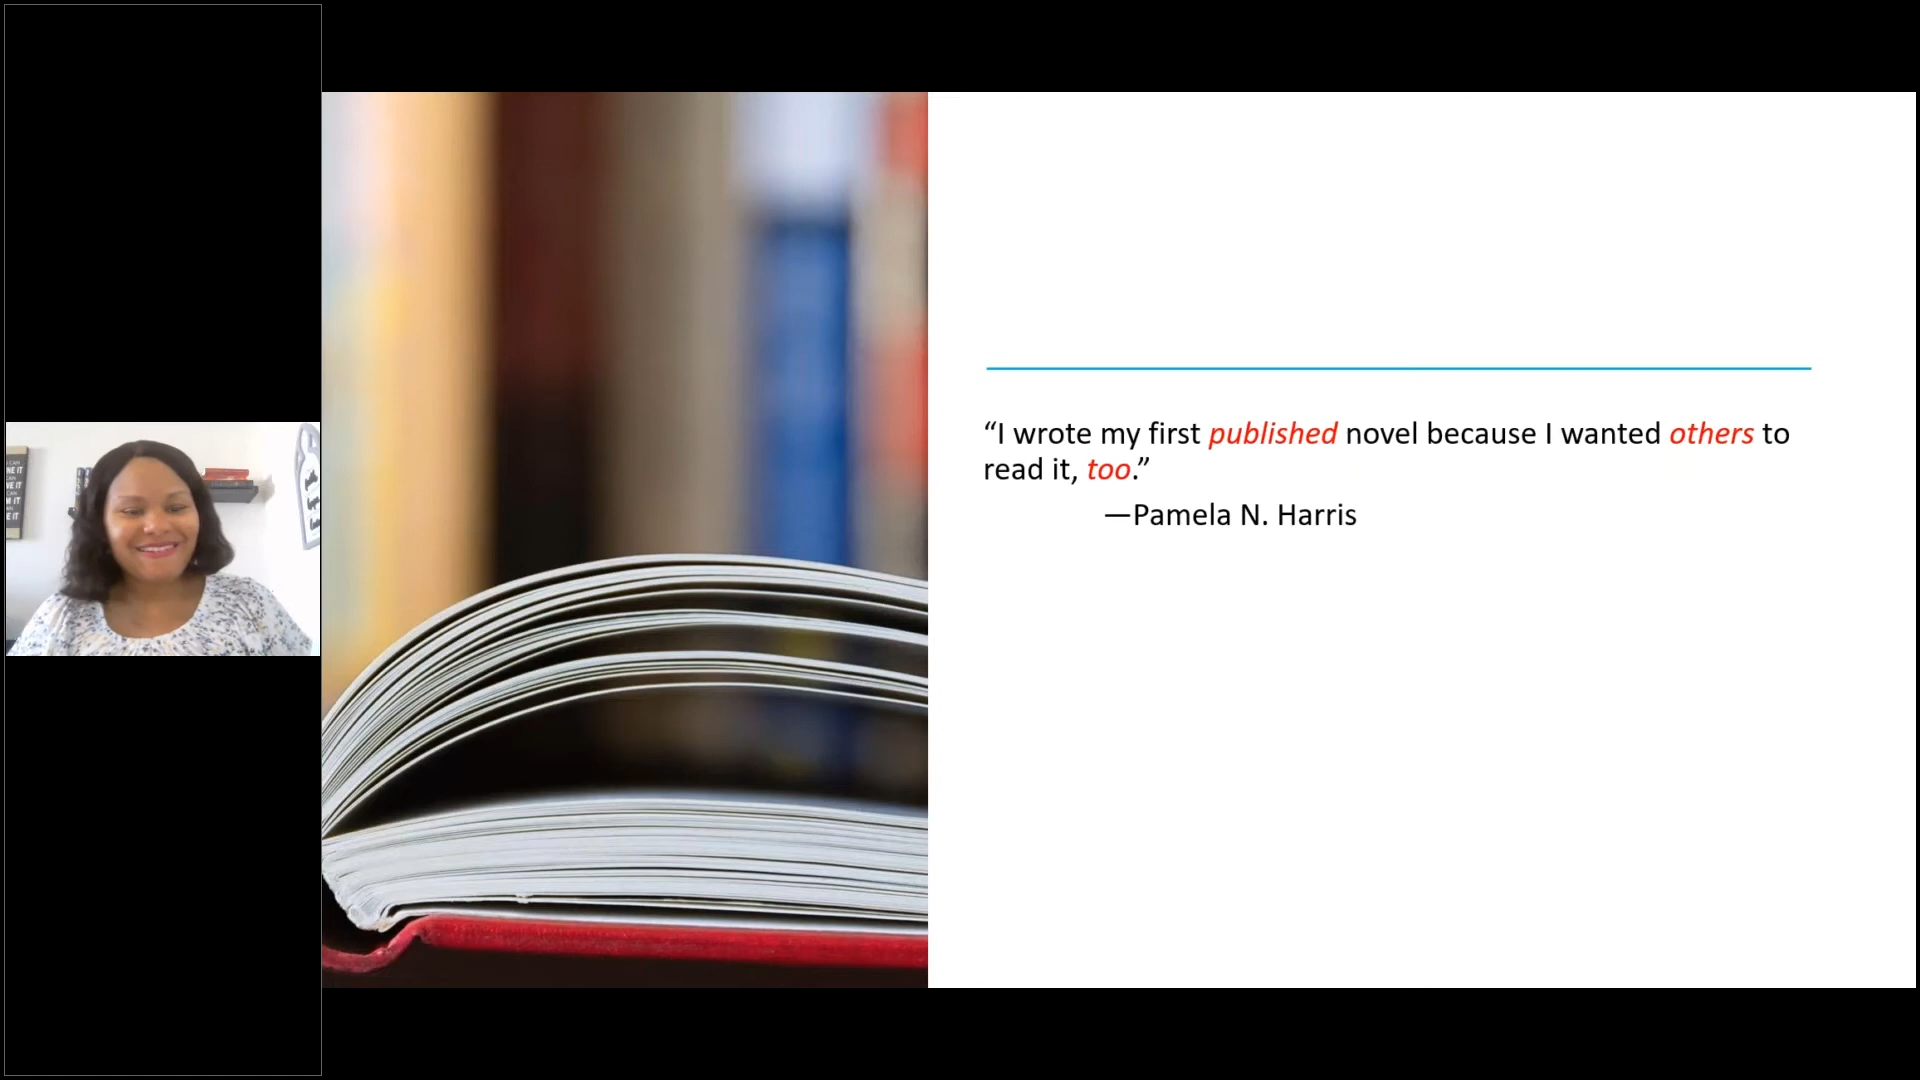 “I wrote my first published novel because I wanted others to
read it, too.”
—Pamela N. Harris